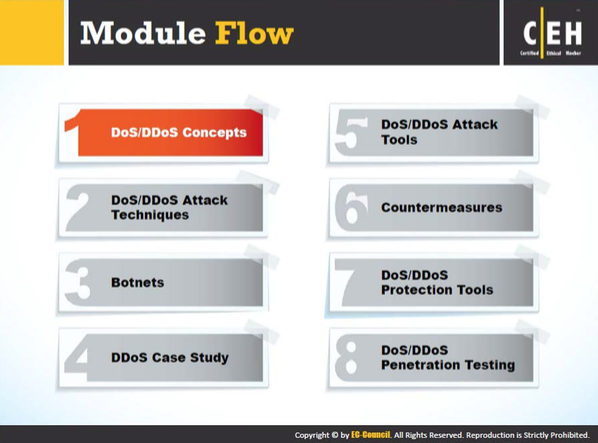 Module Flow
CEH
Certified Ethical Hacker
1 DoS/DDoS Concepts
2 DoS/DDoS Attack
Techniques
3 Botnets
4 DDoS Case Study
5 DoS/DDoS Attack
Tools
6 Countermeasures
7 DoS/DDoS
Protection Tools
8 DoS/DDoS
Penetration Testing
Copyright © by EC-Council. All Rights Reserved. Reproduction is Strictly Prohibited.